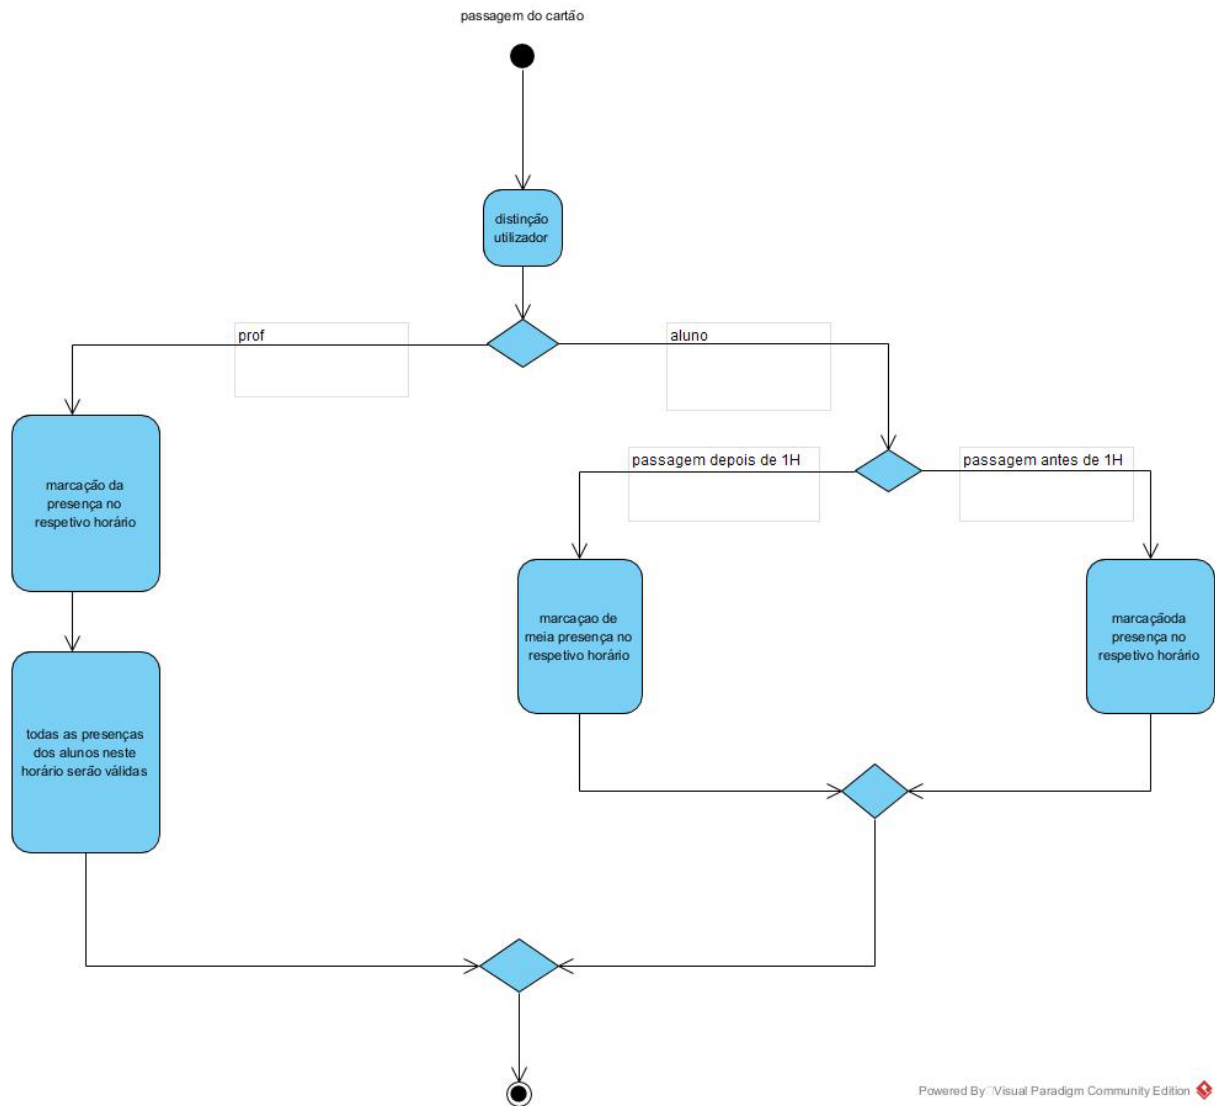 passagem do cartão
distinção
utilizador
prof
aluno
passagem depois de 1H
passagem antes de 1H
marcação da
presença no
respetivo horário
marcaçao de
meia presença no
respetivo horário
marcaçãoda
presença no
respetivo horário
todas as presenças
dos alunos neste
horário serão válidas
Powered By Visual Paradigm Community Edition